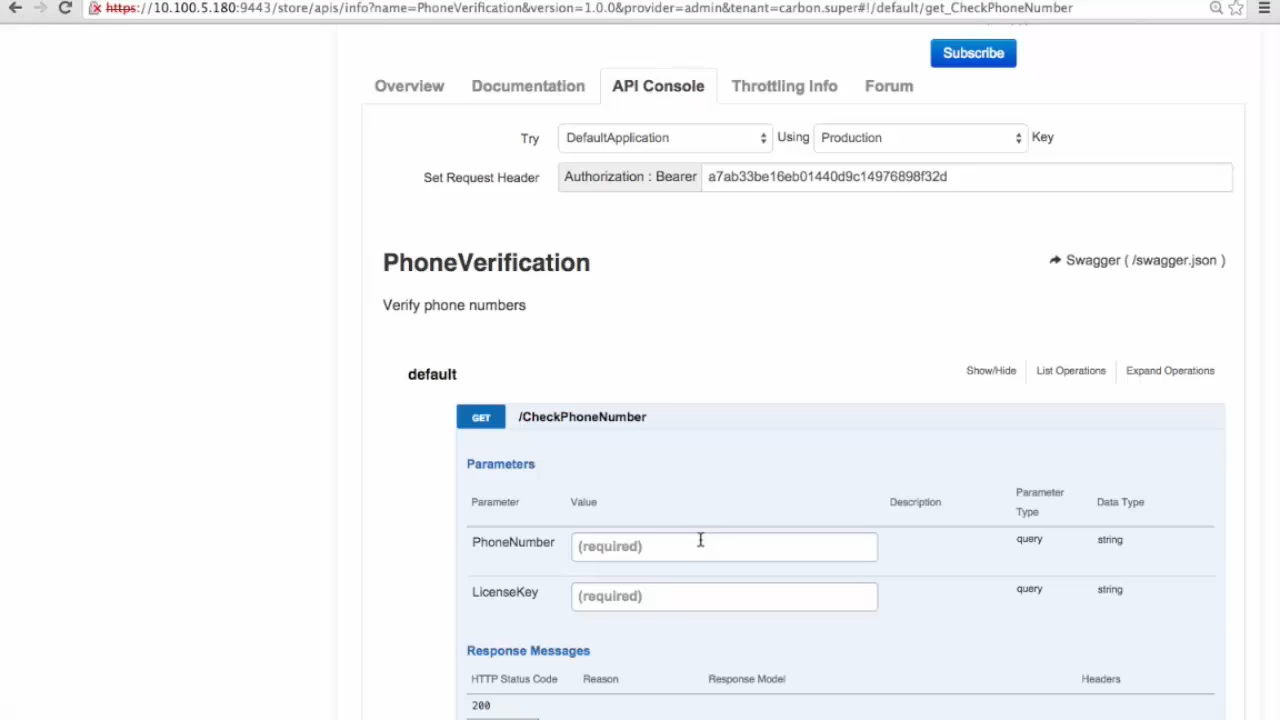 https://10.100.5.180:9443/store/apis/info?name=PhoneVerification&version=1.0.0&provider=admin&tenant=carbon.super#!/default/get_CheckPhoneNumber
Subscribe
Overview Documentation API Console Throttling Info Forum
Try DefaultApplication Using Production Key
Set Request Header Authorization : Bearer a7ab33be16eb01440d9c14976898f32d
PhoneVerification
Swagger ( /swagger.json )
Verify phone numbers
default
Show/Hide List Operations Expand Operations
GET /CheckPhoneNumber
Parameters
Parameter Value Description Parameter Type Data Type
PhoneNumber (required) query string
LicenseKey (required) query string
Response Messages
HTTP Status Code Reason Response Model Headers
200